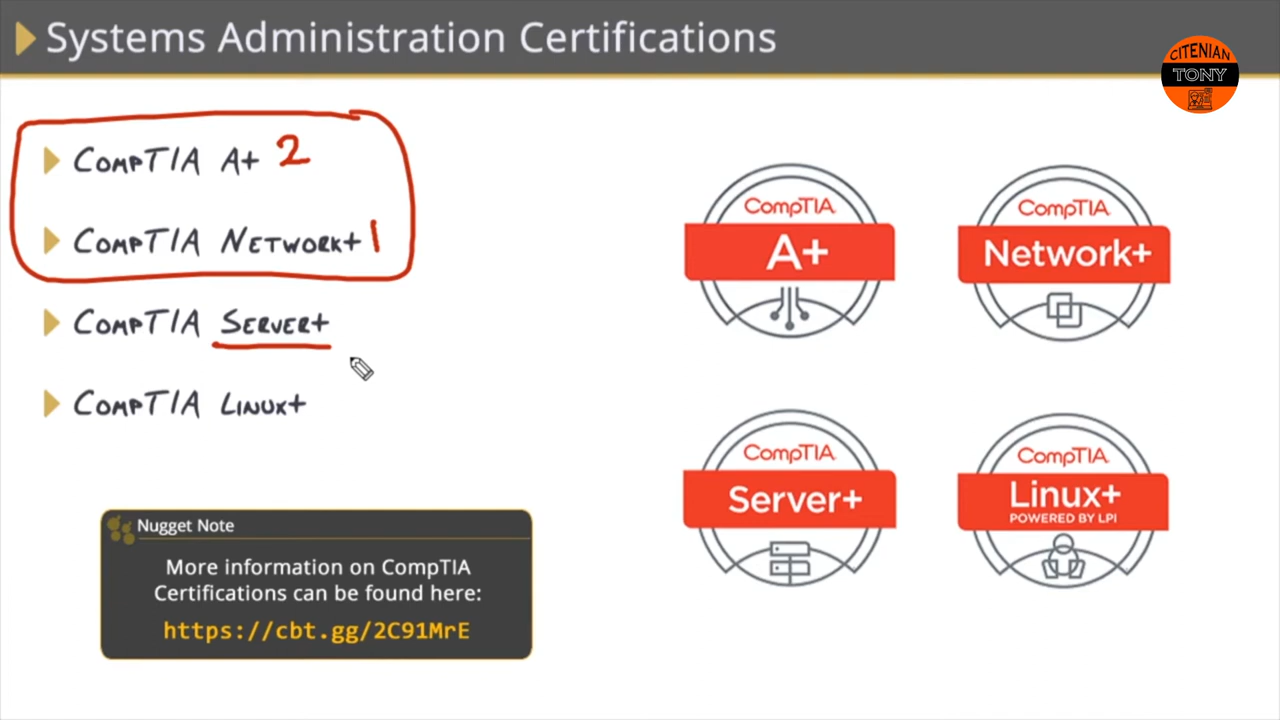 Systems Administration Certifications
CITENIAN
TONY
CompTIA A+ 2
CompTIA Network+ 1
CompTIA Server+
CompTIA Linux+
CompTIA
A+
CompTIA
Network+
CompTIA
Server+
CompTIA
Linux+
POWERED BY LPI
Nugget Note
More information on CompTIA
Certifications can be found here:
https://cbt.gg/2C91MrE